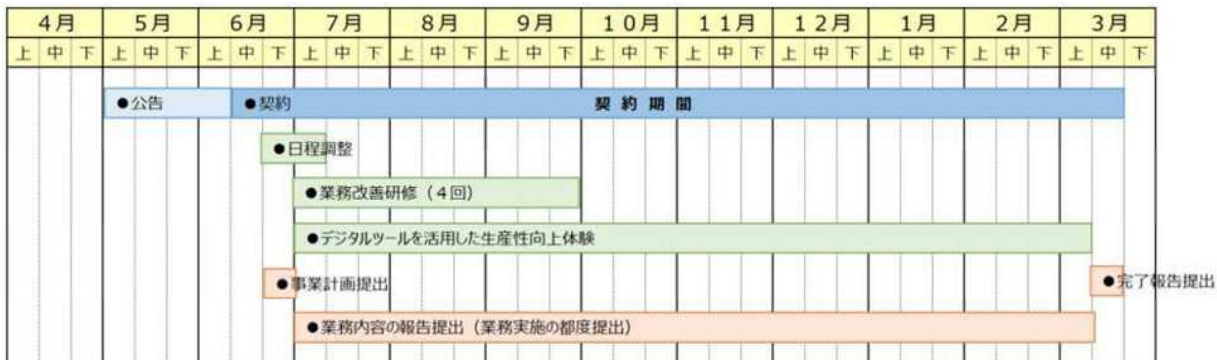 4月 5月 6月 7月 8月 9月 10月 11月 12月 1月 2月 3月
上 中 下 上 中 下 上 中 下 上 中 下 上 中 下 上 中 下 上 中 下 上 中 下 上 中 下 上 中 下 上 中 下 上 中 下
●公告 ●契約 契約期間
●日程調整
●業務改善研修（4回）
●デジタルツールを活用した生産性向上体験
●事業計画提出 ●完了報告提出
●業務内容の報告提出（業務実施の都度提出）